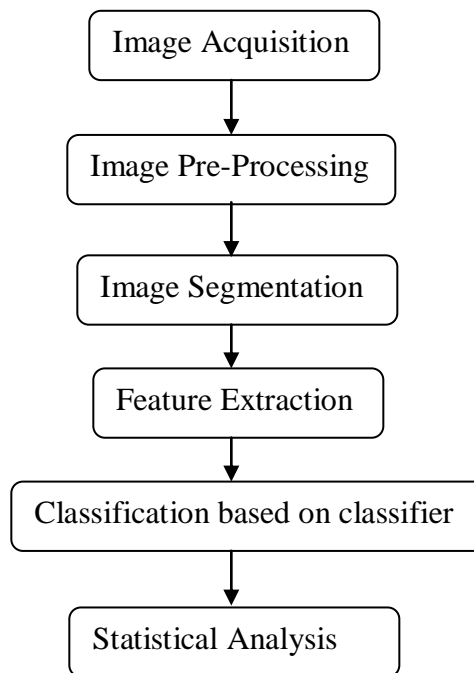 Image Acquisition
Image Pre-Processing
Image Segmentation
Feature Extraction
Classification based on classifier
Statistical Analysis